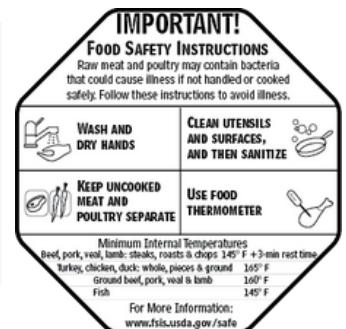 IMPORTANT!
FOOD SAFETY INSTRUCTIONS
Raw meat and poultry may contain bacteria
that could cause illness if not handled or cooked
safely. Follow these instructions to avoid illness.
WASH AND
DRY HANDS
CLEAN UTENSILS
AND SURFACES,
AND THEN SANITIZE
KEEP UNCOOKED
MEAT AND
POULTRY SEPARATE
USE FOOD
THERMOMETER
Minimum Internal Temperatures
Beef, pork, veal, lamb: steaks, roasts & chops 145° F +3-min rest time
Turkey, chicken, duck: whole, pieces & ground 165° F
Ground beef, pork, veal & lamb 160° F
Fish 145° F
For More Information:
www.fsis.usda.gov/safe